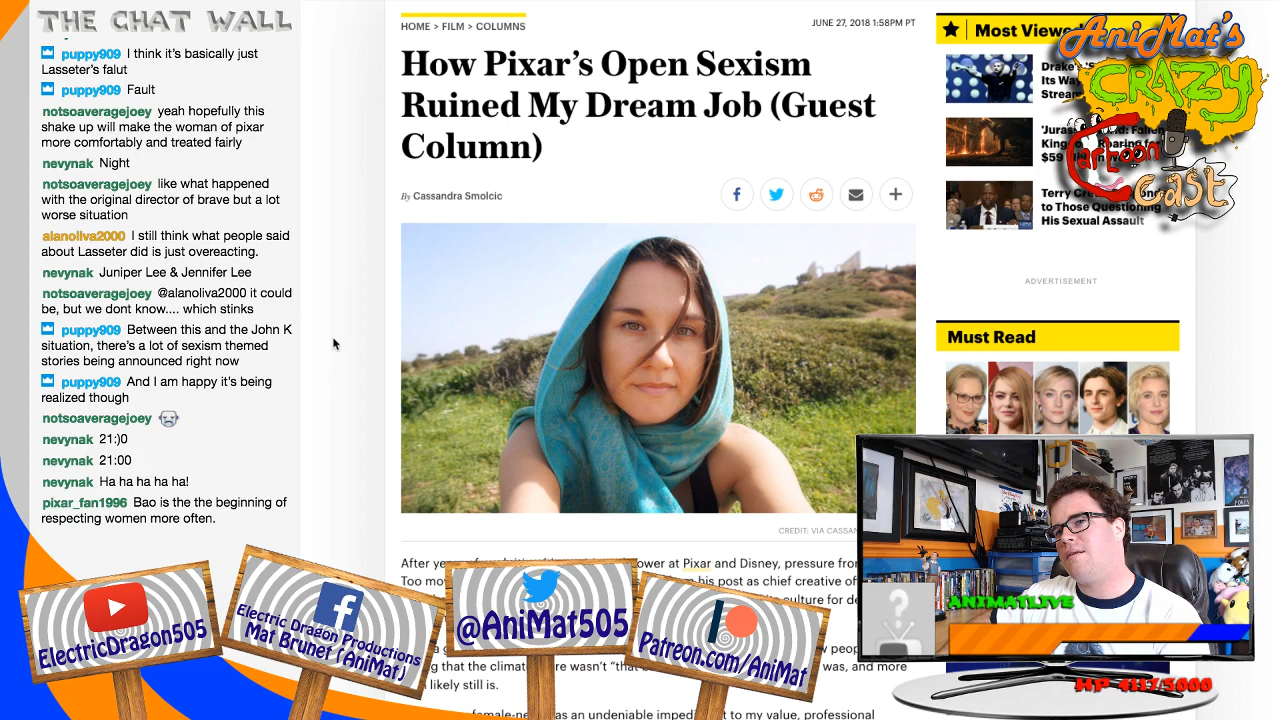 THE CHAT WALL
puppy909 I think it's basically just
Lasseter's falut
puppy909 Fault
notsoaveragejoey yeah hopefully this
shake up will make the woman of pixar
more comfortably and treated fairly
nevynak Night
notsoaveragejoey like what happened
with the original director of brave but a lot
worse situation
alanoliva2000 I still think what people said
about Lasseter did is just overeacting.
nevynak Juniper Lee & Jennifer Lee
notsoaveragejoey @alanoliva2000 it could
be, but we dont know.... which stinks
puppy909 Between this and the John K
situation, there's a lot of sexism themed
stories being announced right now
puppy909 And I am happy it's being
realized though
notsoaveragejoey
nevynak 21:)0
nevynak 21:00
nevynak Ha ha ha ha ha!
pixar_fan1996 Bao is the the beginning of
respecting women more often.
HOME > FILM > COLUMNS
JUNE 27, 2018 1:58PM PT
How Pixar's Open Sexism
Ruined My Dream Job (Guest
Column)
By Cassandra Smolcic
CREDIT: VIA
After
ower at Pixar and Disney, pressure from
Too
his post as chief creative
culture for
ng that the climate
re wasn't "that
was, and more
likely still is.
as an undeniable
to my value, professional
Most Viewed
Drake's
Its Way
Stream
Fallen
Roaring for
$59
Terry
to Those Questioning
His Sexual Assault
ADVERTISEMENT
Must Read
AniMat's
CRAZY
Cartoon
Cast
ElectricDragon505
Electric Dragon Productions
Mat Brunet (AniMat)
@AniMat505
Patreon.com/AniMat
?
ANIMATLIVE
HP 4117/5000